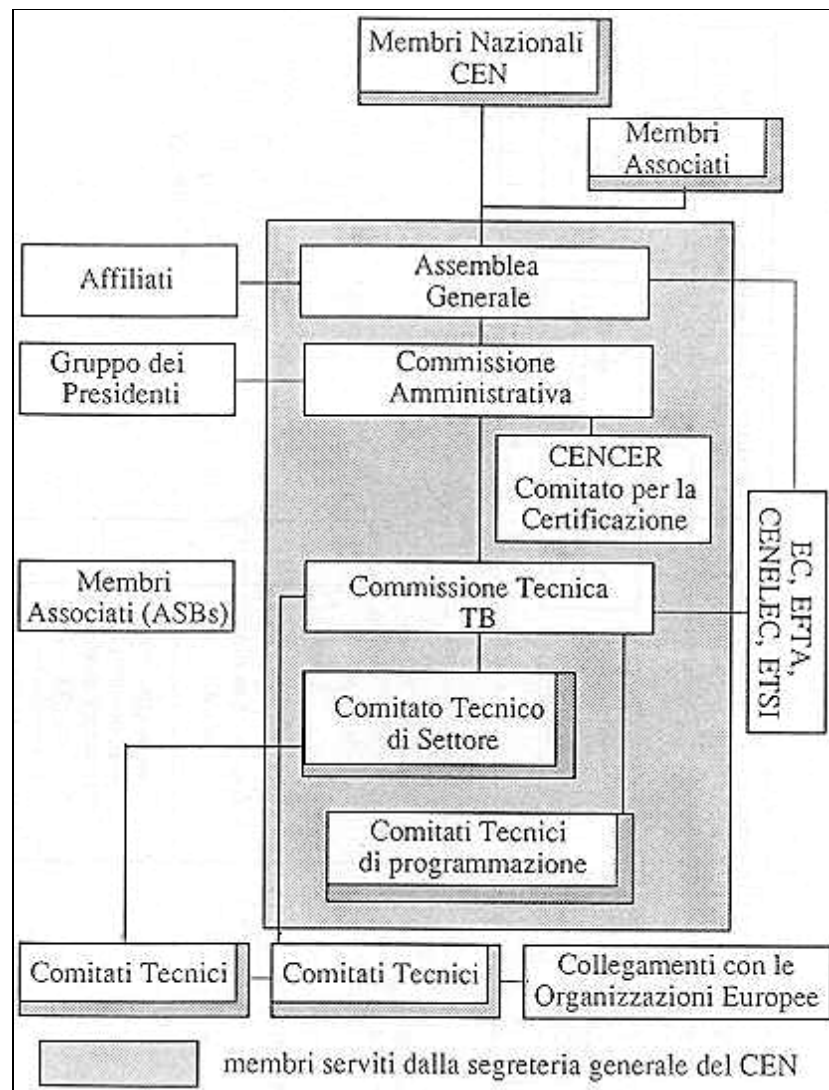 Membri Nazionali
CEN
Membri
Associati
Affiliati
Assemblea
Generale
Gruppo dei
Presidenti
Commissione
Amministrativa
CENCER
Comitato per la
Certificazione
EC, EFTA,
CENELEC, ETSI
Membri
Associati (ASBs)
Commissione Tecnica
TB
Comitato Tecnico
di Settore
Comitati Tecnici
di programmazione
Comitati Tecnici
Comitati Tecnici
Collegamenti con le
Organizzazioni Europee
membri serviti dalla segreteria generale del CEN